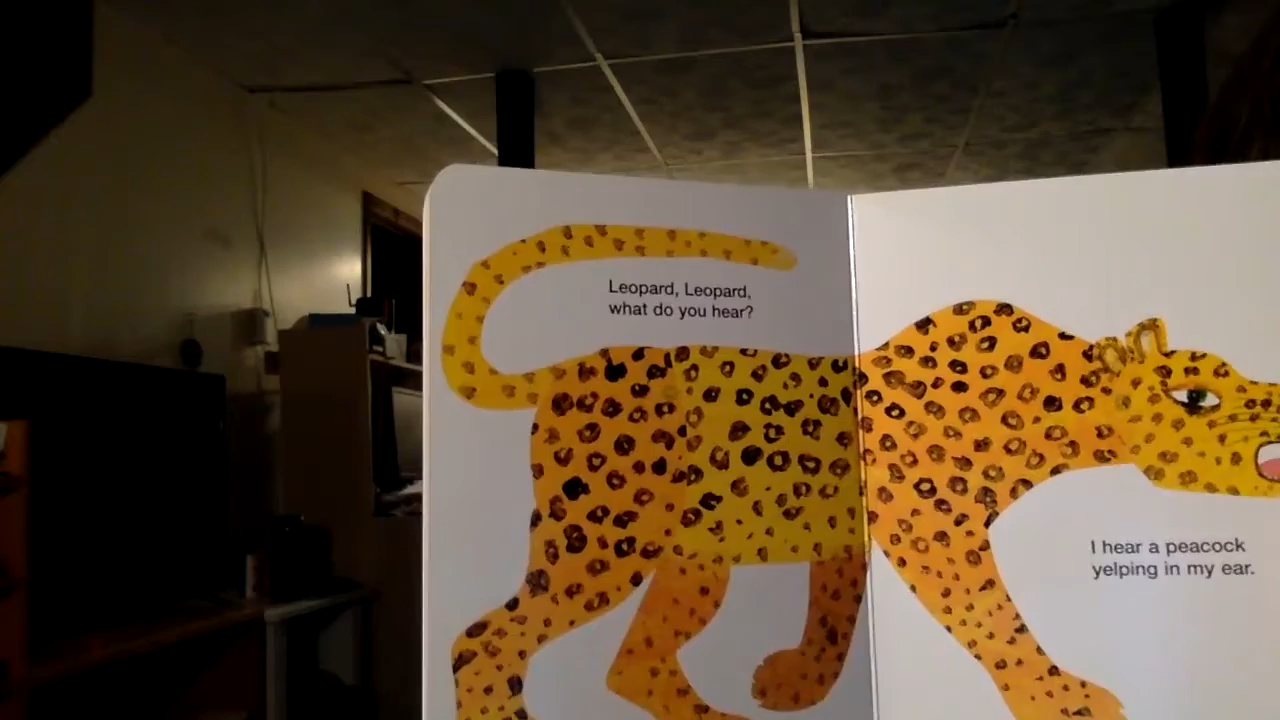 Leopard, Leopard,
what do you hear?
I hear a peacock
yelping in my ear.